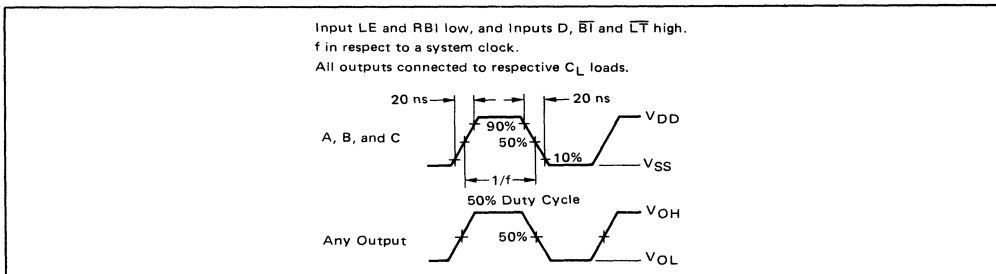 Input LE and RBI low, and Inputs D, B̅I̅ and L̅T̅ high.
f in respect to a system clock.
All outputs connected to respective CL loads.
20 ns
20 ns
VDD
90%
A, B, and C
50%
10%
VSS
1/f
50% Duty Cycle
VOH
Any Output
50%
VOL